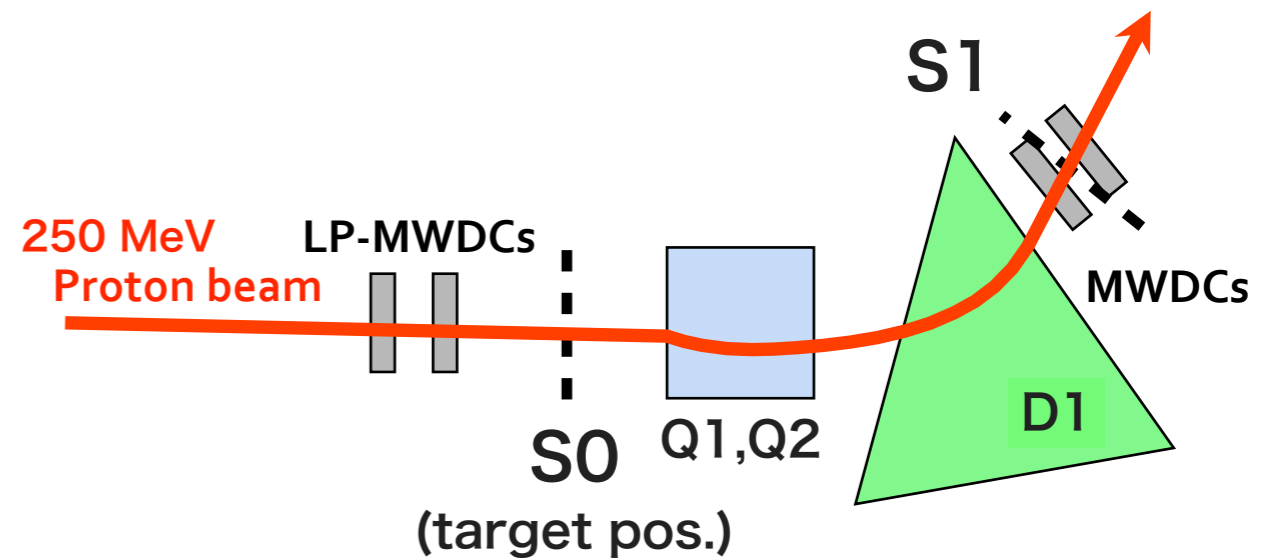 S1
250 MeV
Proton beam
LP-MWDCs
MWDCs
D1
Q1,Q2
S0
(target pos.)